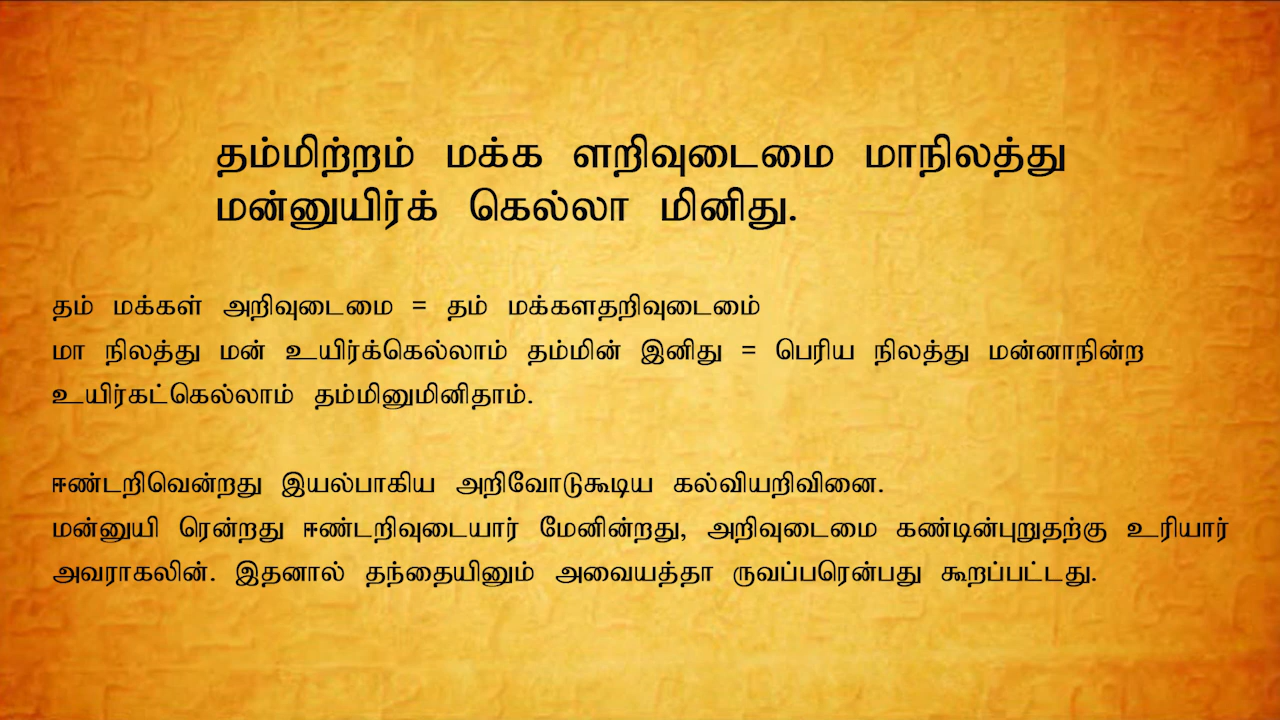 தம்மிற்றம் மக்க ளறிவுடைமை மாநிலத்து
மன்னுயிர்க் கெல்லா மினிது.
தம் மக்கள் அறிவுடைமை = தம் மக்களதறிவுடைமை்
மா நிலத்து மன் உயிர்க்கெல்லாம் தம்மின் இனிது = பெரிய நிலத்து மன்னாநின்ற
உயிர்கட்கெல்லாம் தம்மினுமினிதாம்.
ஈண்டறிவென்றது இயல்பாகிய அறிவோடுகூடிய கல்வியறிவினை.
மன்னுயி ரென்றது ஈண்டறிவுடையார் மேனின்றது, அறிவுடைமை கண்டின்புறுதற்கு உரியார்
அவராகலின். இதனால் தந்தையினும் அவையத்தா ருவப்பரென்பது கூறப்பட்டது.